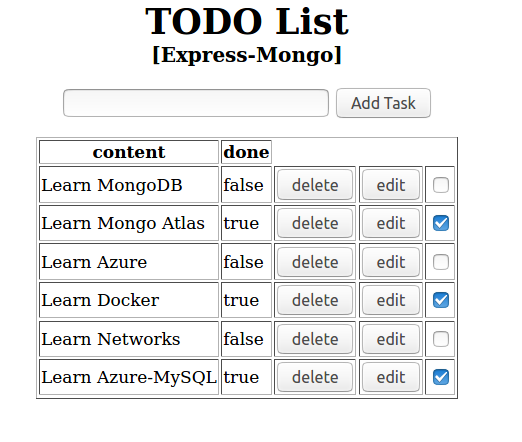 TODO List
[Express-Mongo]
Add Task
content done
Learn MongoDB false delete edit
Learn Mongo Atlas true delete edit
Learn Azure false delete edit
Learn Docker true delete edit
Learn Networks false delete edit
Learn Azure-MySQL true delete edit